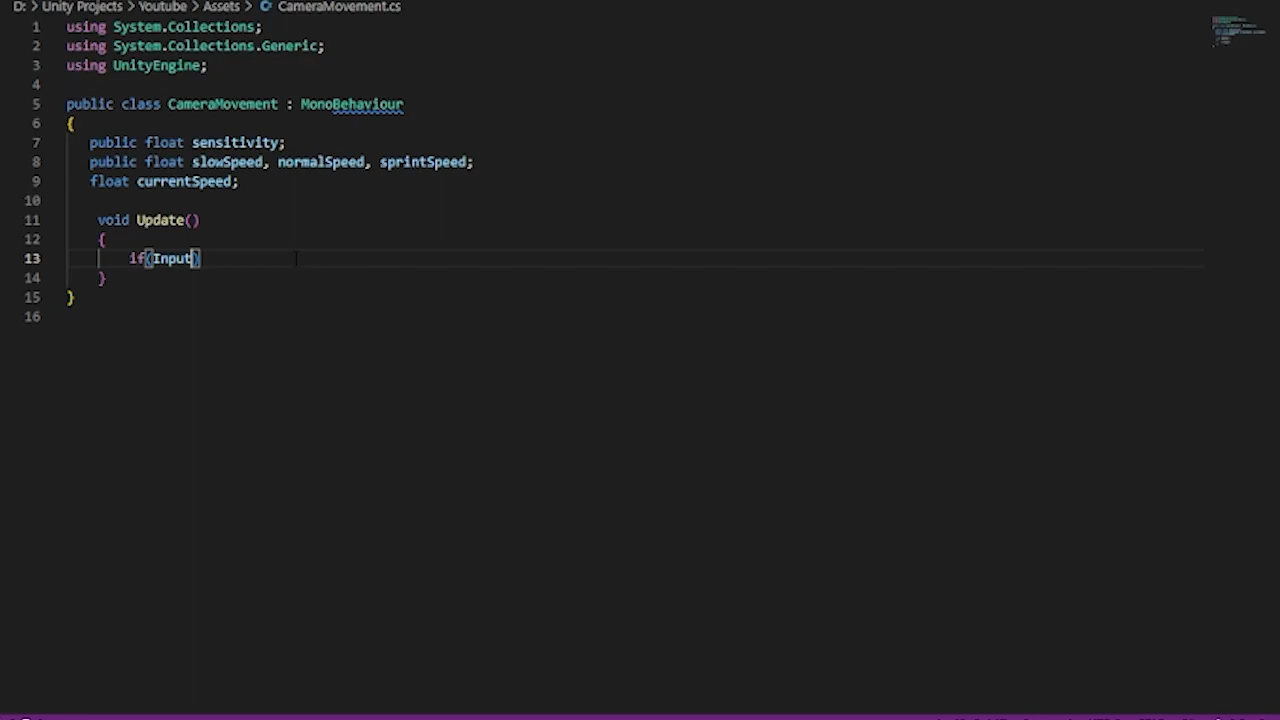 D: > Unity Projects > Youtube > Assets > CameraMovement.cs
1 using System.Collections;
2 using System.Collections.Generic;
3 using UnityEngine;
4
5 public class CameraMovement : MonoBehaviour
6 {
7 public float sensitivity;
8 public float slowSpeed, normalSpeed, sprintSpeed;
9 float currentSpeed;
10
11 void Update()
12 {
13 if(Input)
14 }
15 }
16